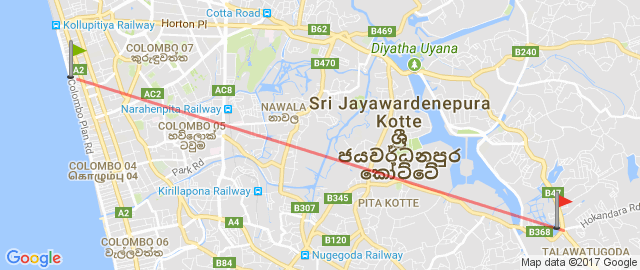 Kollupitiya Railway
Cotta Road
Horton Pl
COLOMBO 07
කුරුඳුවත්ත
B62
B469
Diyatha Uyana
B240
B470
A2
AC8
AC2
Colombo Plan Rd
Narahenpita Railway
NAWALA
නාවල
Sri Jayawardenepura
Kotte
ශ්‍රී
ජයවර්ධනපුර
කෝට්ටේ
COLOMBO 05
හැව්ලොක්
ටවුම
COLOMBO 04
கொழும்பு 04
Park Rd
Kirillapona Railway
A4
B307
B345
PITA KOTTE
B47
Hokandara Rd
B368
COLOMBO 06
වැල්ලවත්ත
B84
B120
Nugegoda Railway
TALAWATUGODA
Google
Map data ©2017 Google